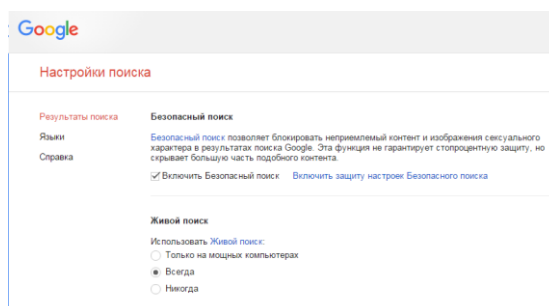 Google
Настройки поиска
Результаты поиска
Языки
Справка
Безопасный поиск
Безопасный поиск позволяет блокировать неприемлемый контент и изображения сексуального
характера в результатах поиска Google. Эта функция не гарантирует стопроцентную защиту, но
скрывает большую часть подобного контента.
Включить Безопасный поиск Включить защиту настроек Безопасного поиска
Живой поиск
Использовать Живой поиск:
Только на мощных компьютерах
Всегда
Никогда